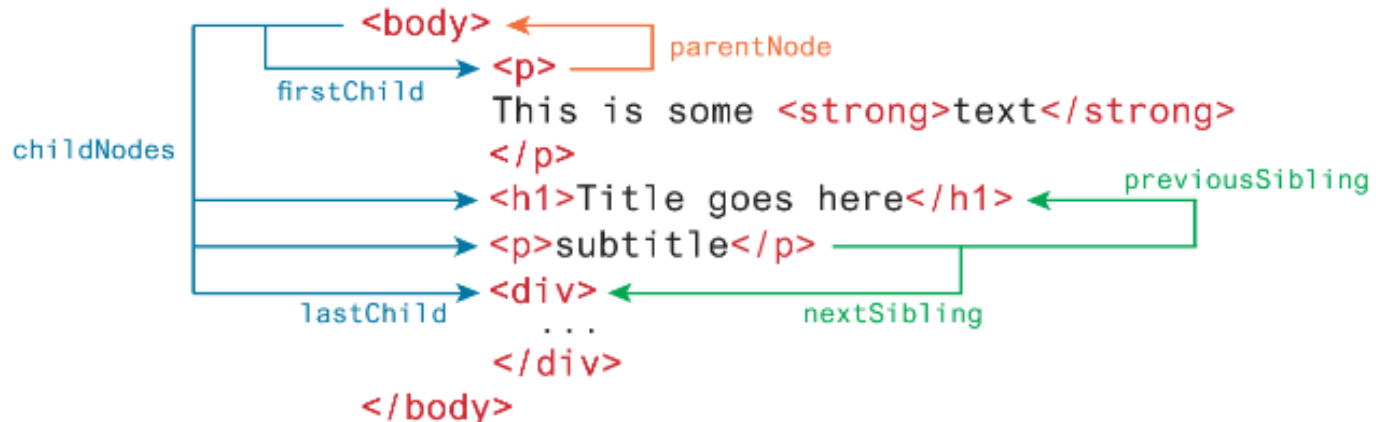 <body>
parentNode
<p>
firstChild
This is some <strong>text</strong>
childNodes
</p>
previousSibling
<h1>Title goes here</h1>
<p>subtitle</p>
<div>
lastChild
nextSibling
...
</div>
</body>